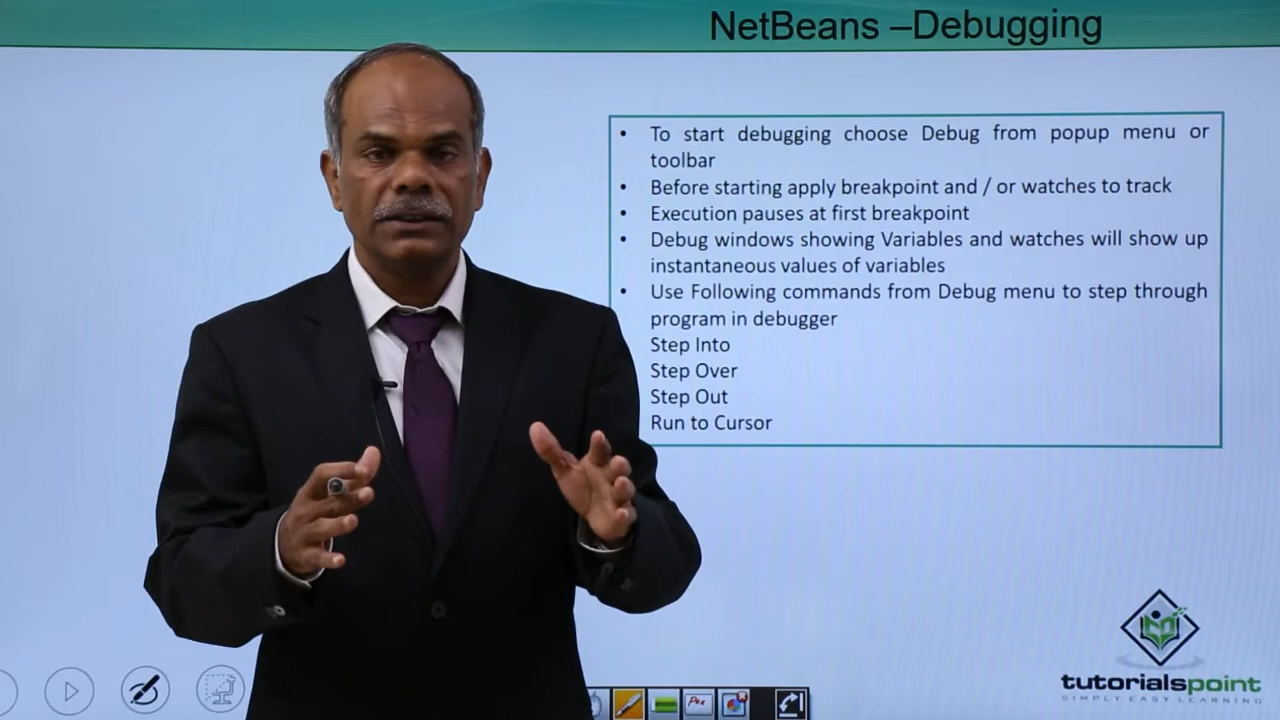 NetBeans –Debugging
• To start debugging choose Debug from popup menu or
toolbar
• Before starting apply breakpoint and / or watches to track
• Execution pauses at first breakpoint
• Debug windows showing Variables and watches will show up
instantaneous values of variables
• Use Following commands from Debug menu to step through
program in debugger
Step Into
Step Over
Step Out
Run to Cursor
tutorialspoint
SIMPLY EASY LEARNING
Pen